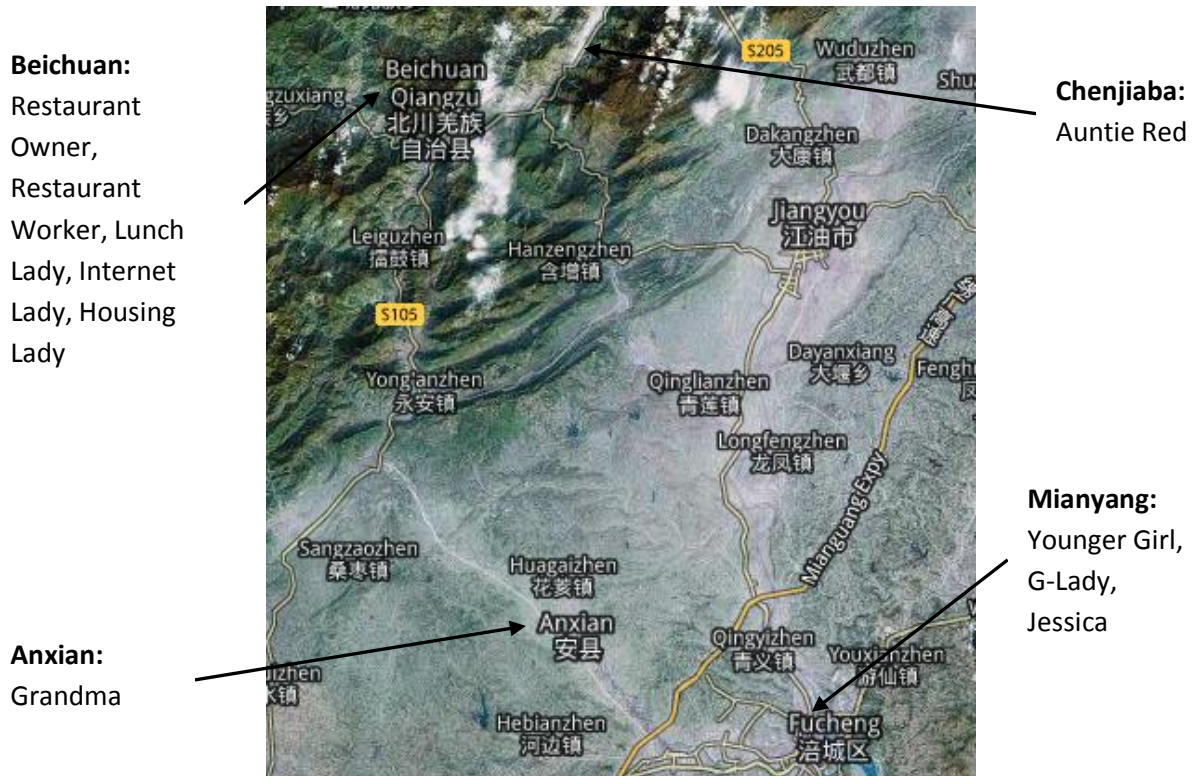 Beichuan:
Restaurant
Owner,
Restaurant
Worker, Lunch
Lady, Internet
Lady, Housing
Lady
Anxian:
Grandma
S205
Wuduzhen
武都镇
Beichuan
Qiangzu
北川羌族
自治县
gzuxiang
Shu
Dakangzhen
大康镇
Jiangyou
江油市
Leiguzhen
擂鼓镇
Hanzengzhen
含增镇
S105
Yong'anzhen
永安镇
Qinglianzhen
青莲镇
Dayanxiang
大堰乡
Longfengzhen
龙凤镇
Mianguang Expy
Sangzaozhen
桑枣镇
Huagaizhen
花荄镇
Anxian
安县
Qingyizhen
青义镇
Youxianzhen
游仙镇
izhen
水镇
Hebianzhen
河边镇
Fucheng
涪城区
Chenjiaba:
Auntie Red
Mianyang:
Younger Girl,
G-Lady,
Jessica